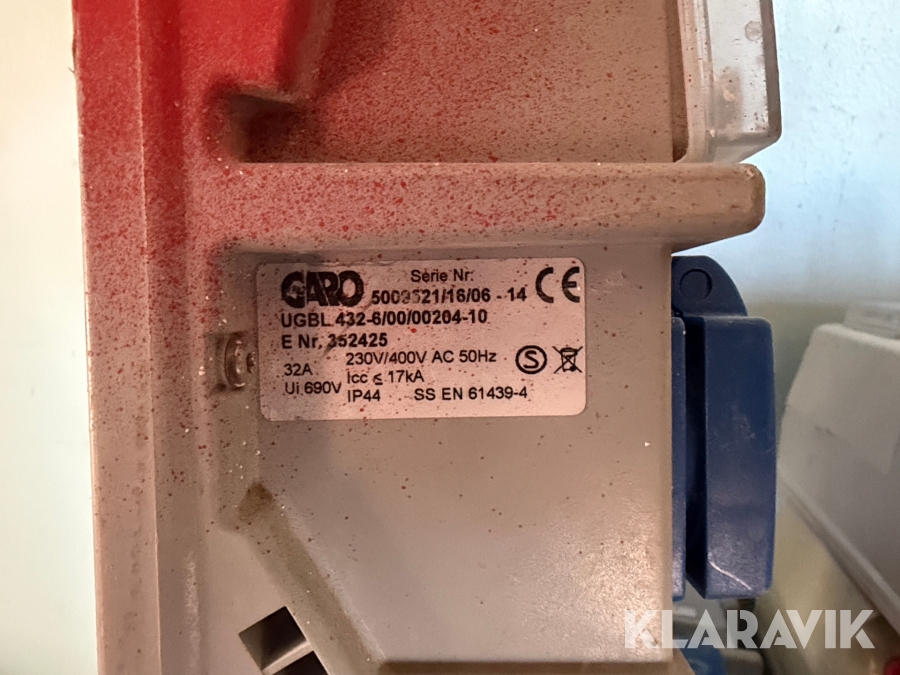 GARO
Serie Nr:
5003521/16/06 - 14 CE
UGBL 432-6/00/00204-10
E Nr. 352425
32A 230V/400V AC 50Hz
Icc ≤ 17kA
Ui 690V
IP44 SS EN 61439-4
S
KLARAVIK